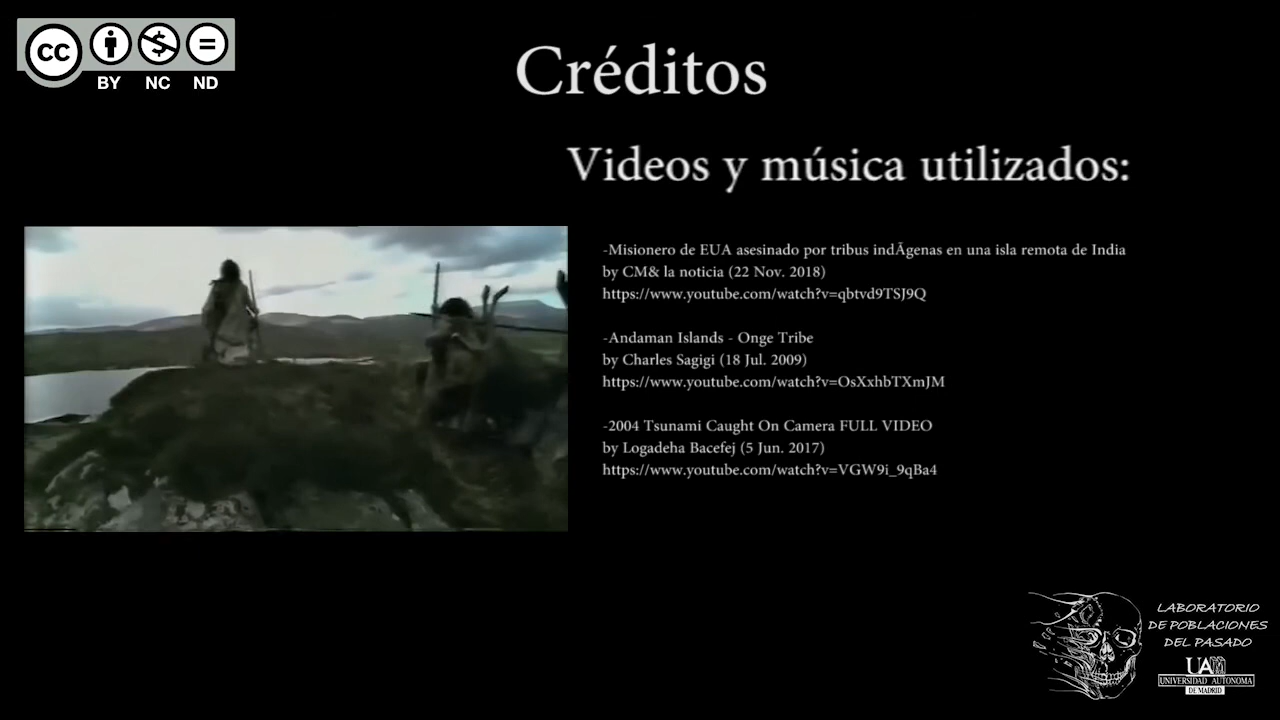 CC
BY NC ND
Créditos
Videos y música utilizados:
-Misionero de EUA asesinado por tribus indÃgenas en una isla remota de India
by CM& la noticia (22 Nov. 2018)
https://www.youtube.com/watch?v=qbtvd9TSJ9Q
-Andaman Islands - Onge Tribe
by Charles Sagigi (18 Jul. 2009)
https://www.youtube.com/watch?v=OsXxhbTXmJM
-2004 Tsunami Caught On Camera FULL VIDEO
by Logadeha Bacefej (5 Jun. 2017)
https://www.youtube.com/watch?v=VGW9i_9qBa4
LABORATORIO
DE POBLACIONES
DEL PASADO
UAM
UNIVERSIDAD AUTONOMA
DE MADRID